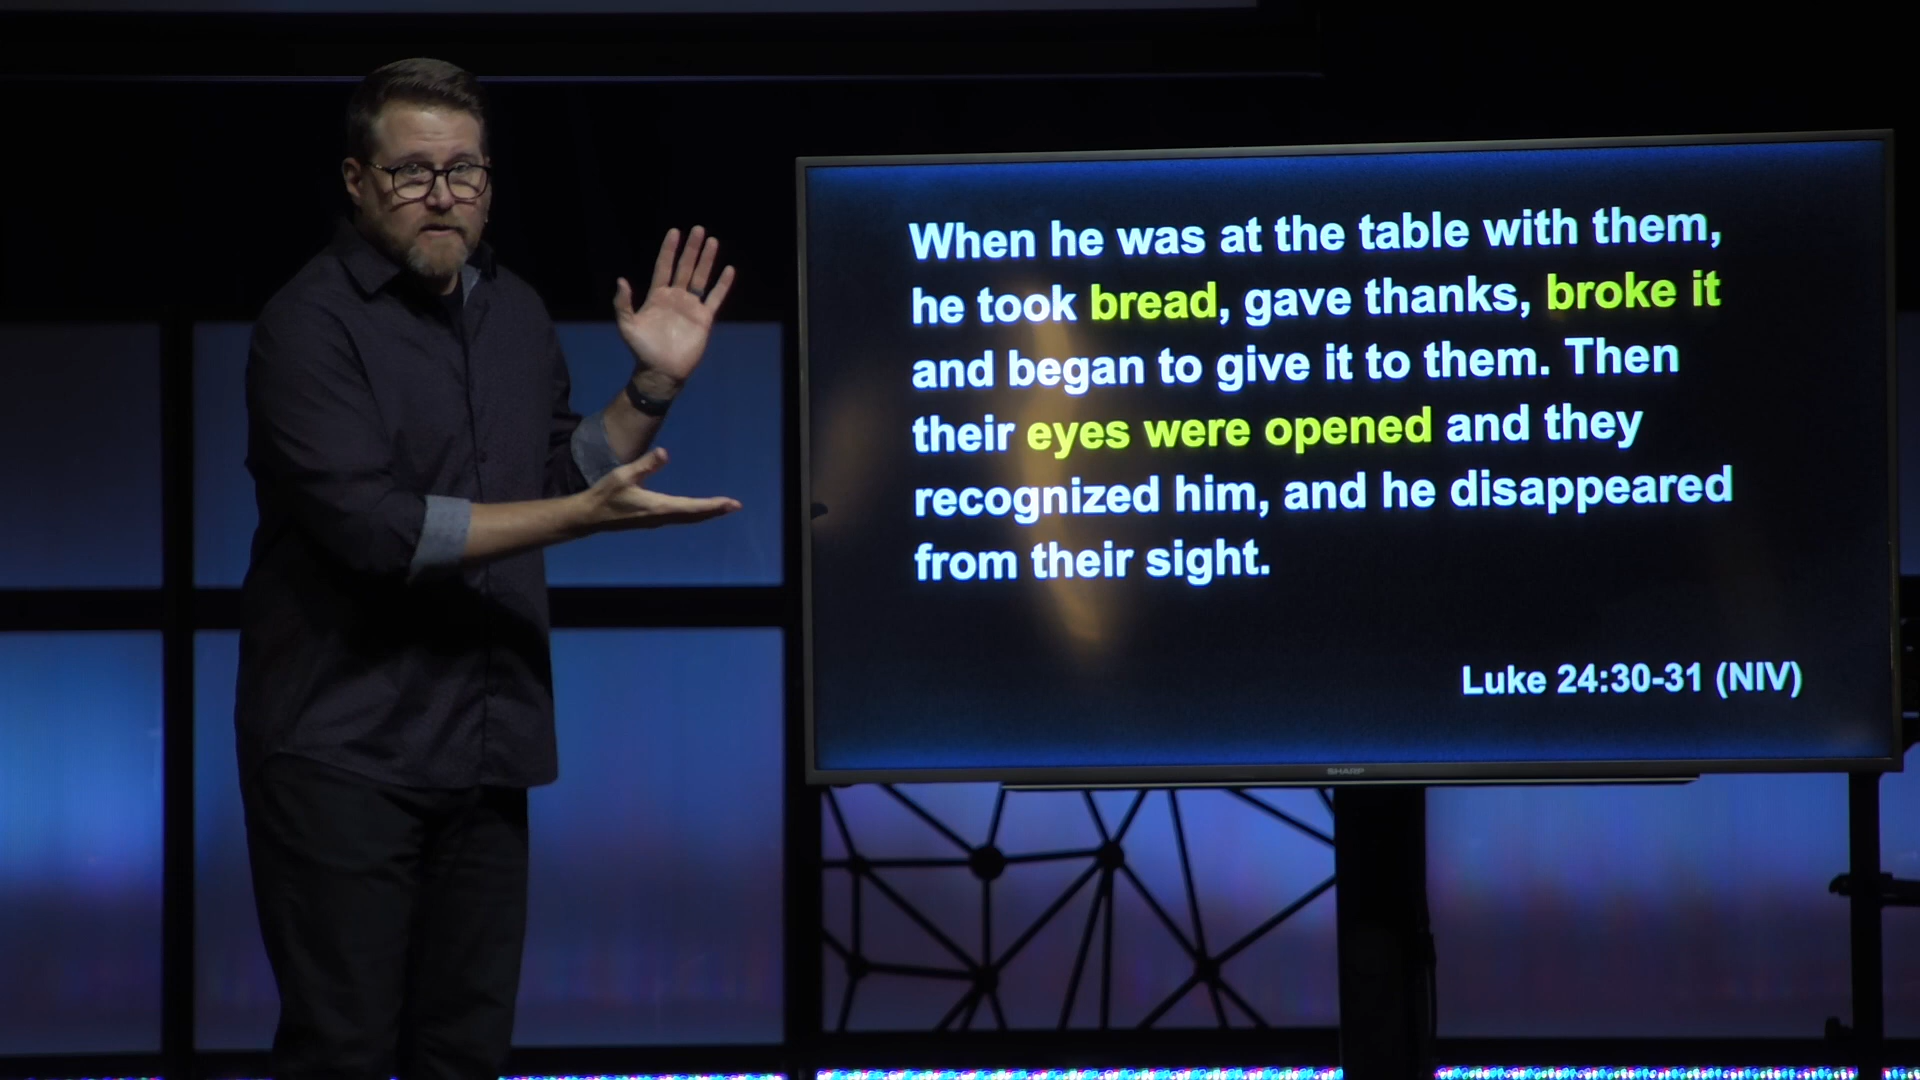 When he was at the table with them,
he took bread, gave thanks, broke it
and began to give it to them. Then
their eyes were opened and they
recognized him, and he disappeared
from their sight.
Luke 24:30-31 (NIV)
SHARP